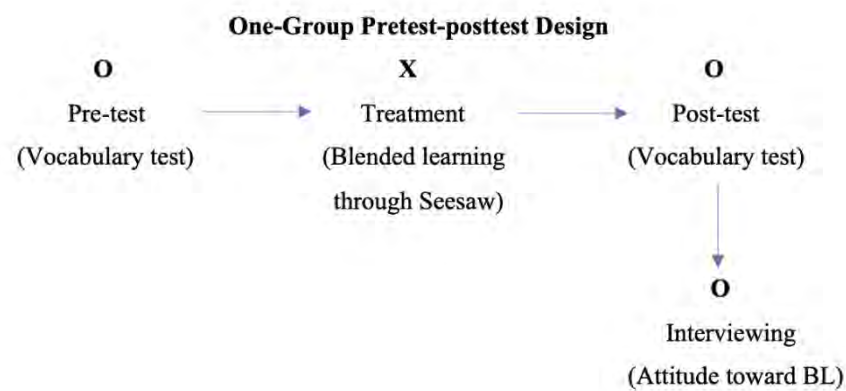 One-Group Pretest-posttest Design
O X O
Pre-test Treatment Post-test
(Vocabulary test) (Blended learning (Vocabulary test)
through Seesaw)
O
Interviewing
(Attitude toward BL)